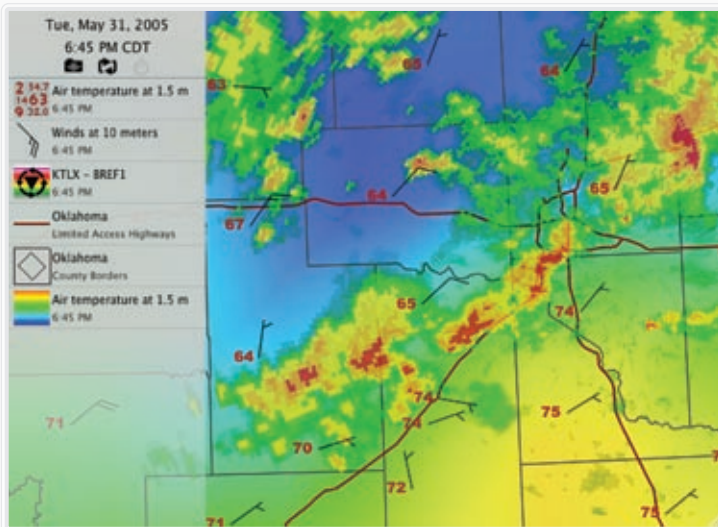 Tue, May 31, 2005
6:45 PM CDT
Air temperature at 1.5 m
6:45 PM
Winds at 10 meters
6:45 PM
KTLX - BREF1
Oklahoma
Limited Access Highways
Oklahoma
County Borders
Air temperature at 1.5 m
6:45 PM
65
64
63
65
64
67
65
74
64
74
74
75
71
70
72
71
75